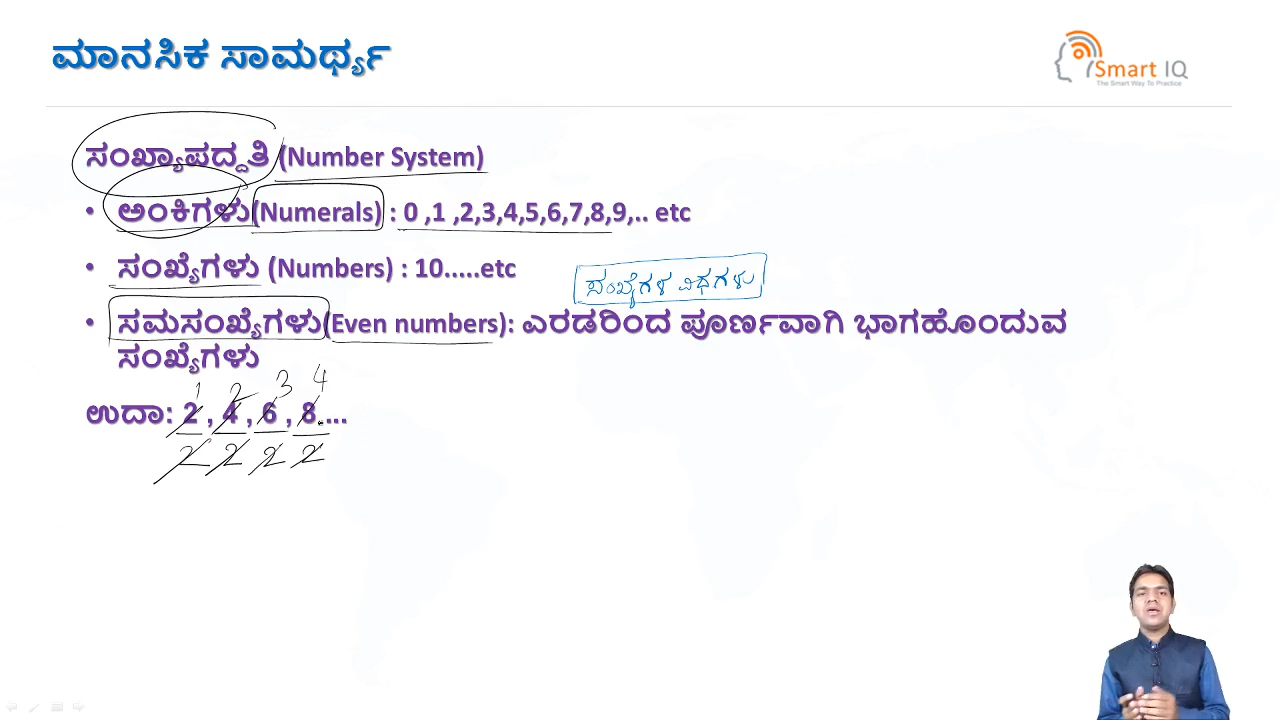 ಮಾನಸಿಕ ಸಾಮರ್ಥ್ಯ
Smart IQ
The Smart Way To Practice
ಸಂಖ್ಯಾಪದ್ದತಿ (Number System)
• ಅಂಕಿಗಳು(Numerals) : 0 ,1 ,2,3,4,5,6,7,8,9,.. etc
• ಸಂಖ್ಯೆಗಳು (Numbers) : 10.....etc
ಸಂಖ್ಯೆಗಳ ವಿಧಗಳು
• ಸಮಸಂಖ್ಯೆಗಳು(Even numbers): ಎರಡರಿಂದ ಪೂರ್ಣವಾಗಿ ಭಾಗಹೊಂದುವ
ಸಂಖ್ಯೆಗಳು
1 2 3 4
ಉದಾ: 2 , 4 , 6 , 8....
2 2 2 2